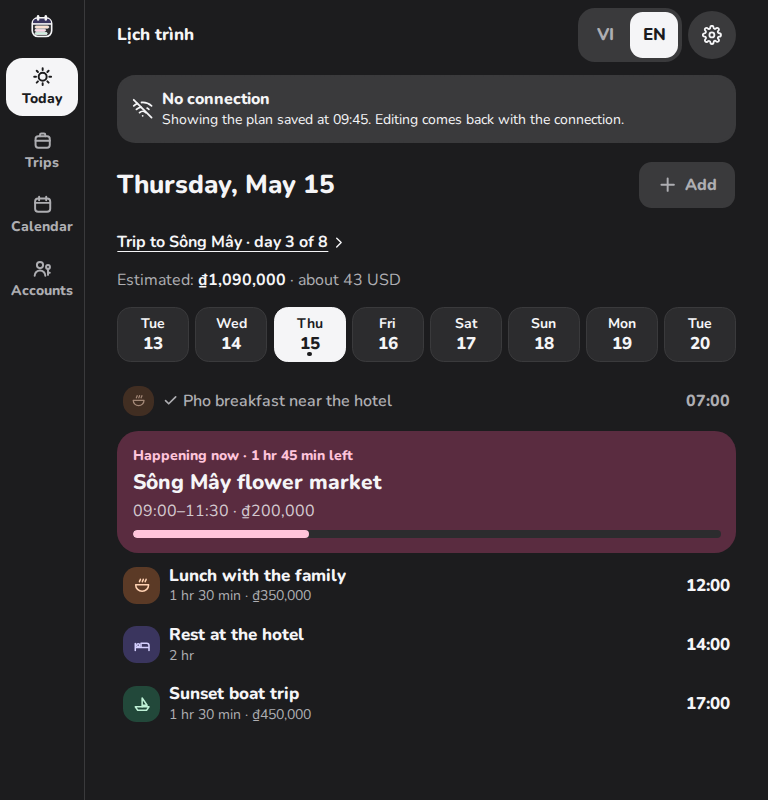 Lịch trình
VI
EN
Today
Trips
Calendar
Accounts
No connection
Showing the plan saved at 09:45. Editing comes back with the connection.
Thursday, May 15
Add
Trip to Sông Mây · day 3 of 8
Estimated: ₫1,090,000 · about 43 USD
Tue Wed Thu Fri Sat Sun Mon Tue
13 14 15 16 17 18 19 20
Pho breakfast near the hotel 07:00
Happening now · 1 hr 45 min left
Sông Mây flower market
09:00–11:30 · ₫200,000
Lunch with the family 12:00
1 hr 30 min · ₫350,000
Rest at the hotel 14:00
2 hr
Sunset boat trip 17:00
1 hr 30 min · ₫450,000